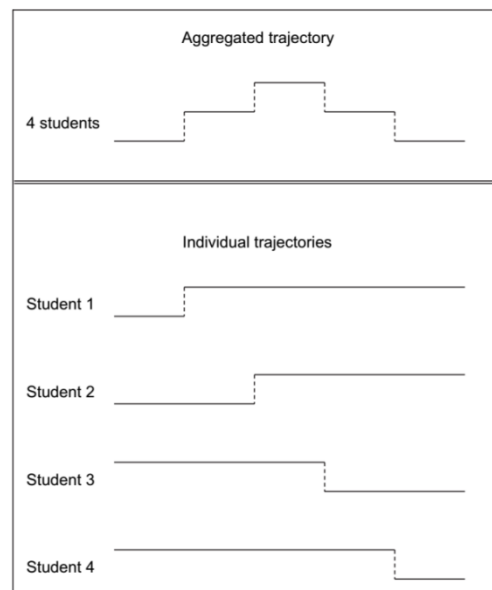 Aggregated trajectory
4 students
Individual trajectories
Student 1
Student 2
Student 3
Student 4